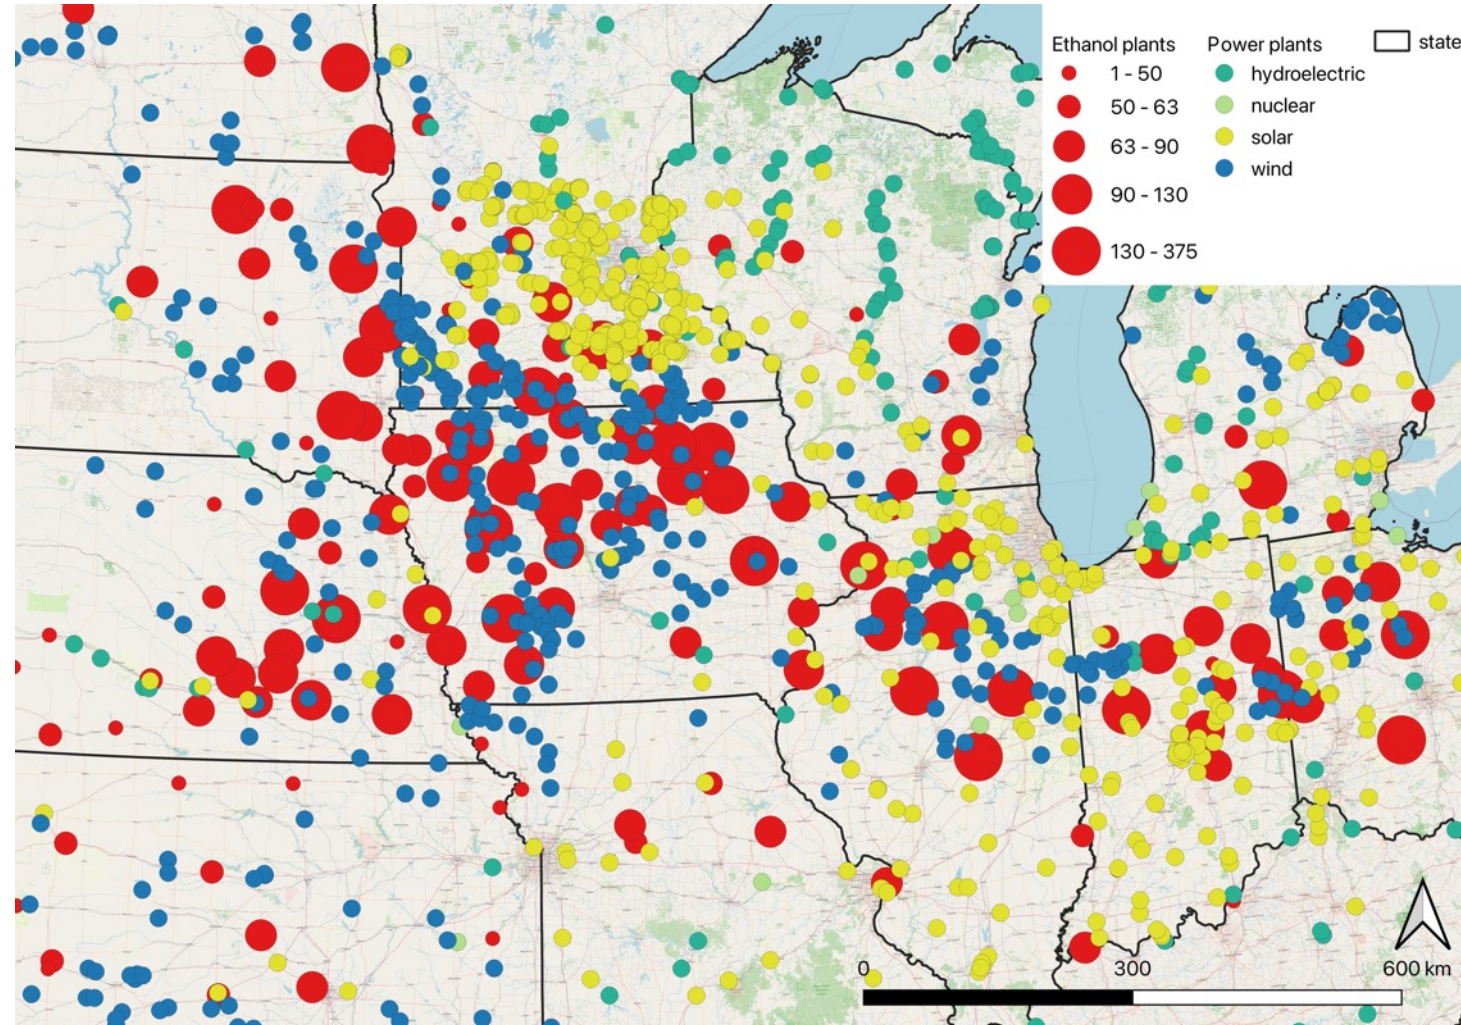 Ethanol plants
1 - 50
50 - 63
63 - 90
90 - 130
130 - 375
Power plants
hydroelectric
nuclear
solar
wind
state
0 300 600 km